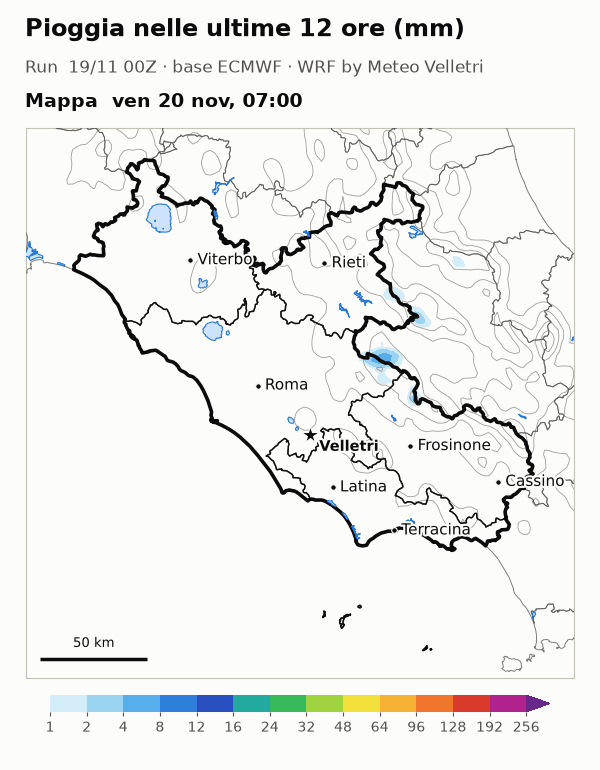 Pioggia nelle ultime 12 ore (mm)
Run  19/11 00Z · base ECMWF · WRF by Meteo Velletri
Mappa  ven 20 nov, 07:00
Viterbo
Rieti
Roma
Velletri
Frosinone
Latina
Cassino
Terracina
50 km
1 2 4 8 12 16 24 32 48 64 96 128 192 256